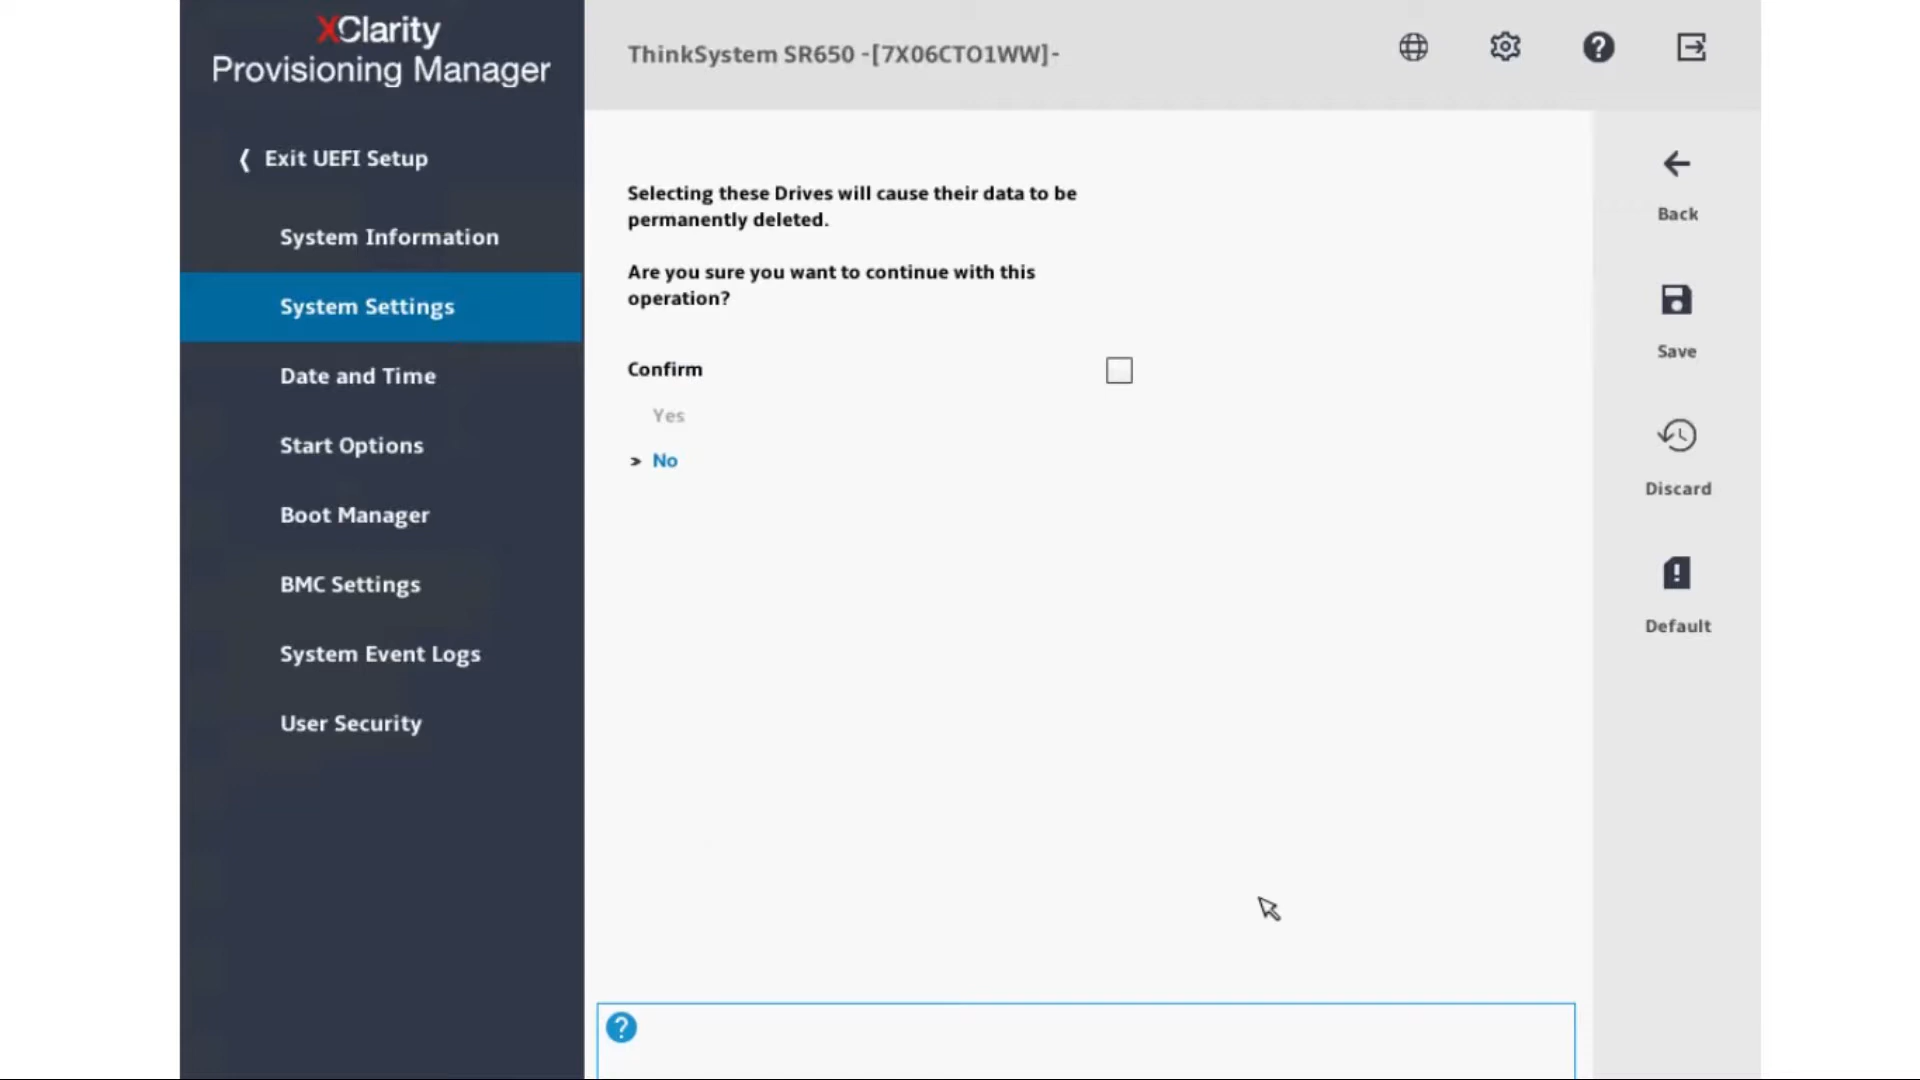 XClarity
Provisioning Manager
ThinkSystem SR650 -[7X06CTO1WW]-
Exit UEFI Setup
System Information
System Settings
Date and Time
Start Options
Boot Manager
BMC Settings
System Event Logs
User Security
Selecting these Drives will cause their data to be
permanently deleted.
Are you sure you want to continue with this
operation?
Confirm
Yes
> No
Back
Save
Discard
Default